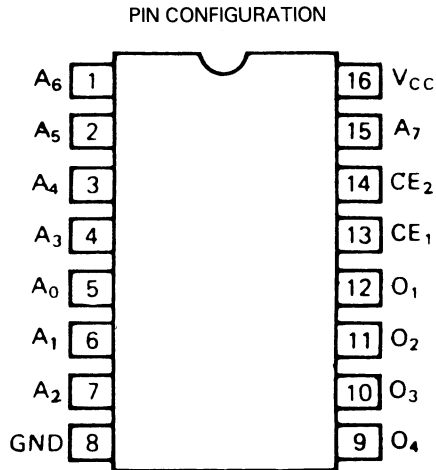 PIN CONFIGURATION
A6 1 16 VCC
A5 2 15 A7
A4 3 14 CE2
A3 4 13 CE1
A0 5 12 O1
A1 6 11 O2
A2 7 10 O3
GND 8 9 O4